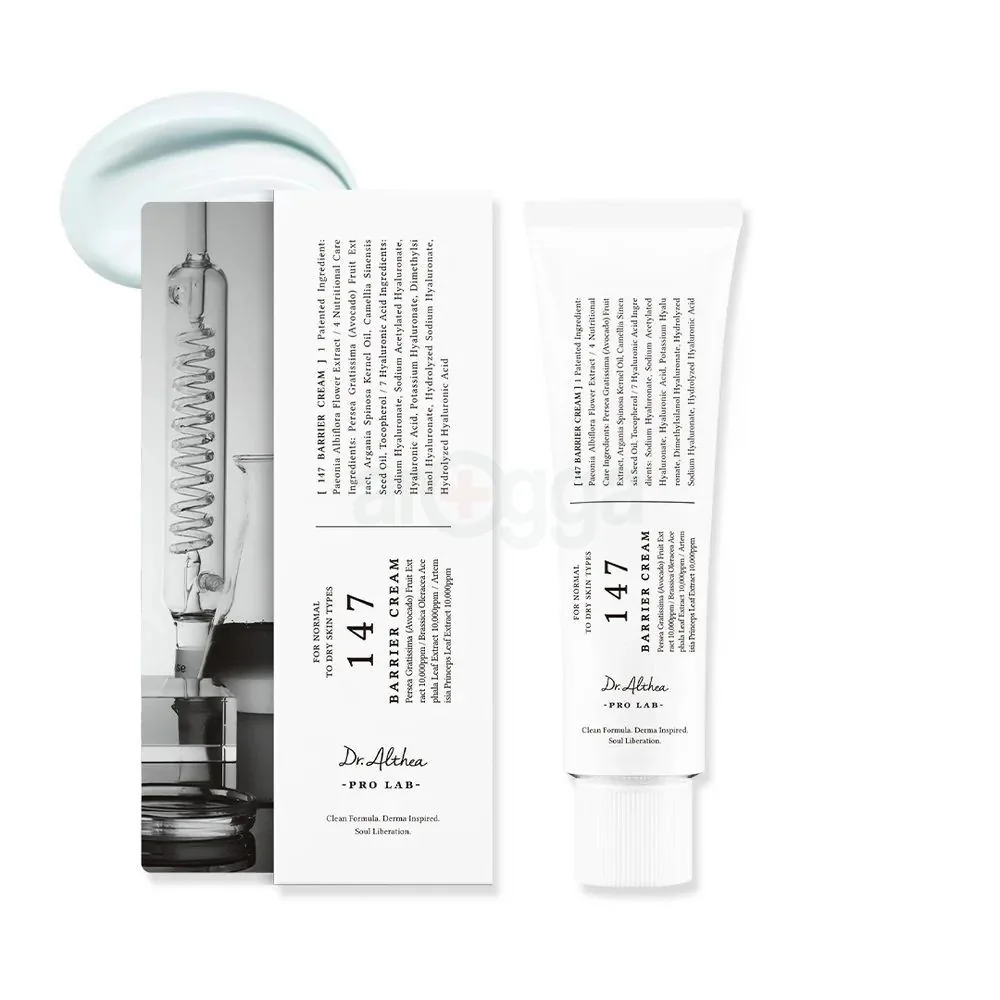 [ 147 BARRIER CREAM ] 1 Patented Ingredient:
Paeonia Albiflora Flower Extract / 4 Nutritional Care
Ingredients: Persea Gratissima (Avocado) Fruit Ext
ract, Argania Spinosa Kernel Oil, Camellia Sinensis
Seed Oil, Tocopherol / 7 Hyaluronic Acid Ingredients:
Sodium Hyaluronate, Sodium Acetylated Hyaluronate,
Hyaluronic Acid, Potassium Hyaluronate, Dimethylsi
lanol Hyaluronate, Hydrolyzed Sodium Hyaluronate,
Hydrolyzed Hyaluronic Acid
FOR NORMAL
TO DRY SKIN TYPES
147
BARRIER CREAM
Persea Gratissima (Avocado) Fruit Ext
ract 10,000ppm / Brassica Oleracea Ace
phala Leaf Extract 10,000ppm / Artem
isia Princeps Leaf Extract 10,000ppm
Dr. Althea
-PRO LAB-
Clean Formula. Derma Inspired.
Soul Liberation.
[ 147 BARRIER CREAM ] 1 Patented Ingredient:
Paeonia Albiflora Flower Extract / 4 Nutritional
Care Ingredients: Persea Gratissima (Avocado) Fruit
Extract, Argania Spinosa Kernel Oil, Camellia Sinen
sis Seed Oil, Tocopherol / 7 Hyaluronic Acid Ingre
dients: Sodium Hyaluronate, Sodium Acetylated
Hyaluronate, Hyaluronic Acid, Potassium Hyalu
ronate, Dimethylsilanol Hyaluronate, Hydrolyzed
Sodium Hyaluronate, Hydrolyzed Hyaluronic Acid
FOR NORMAL
TO DRY SKIN TYPES
147
BARRIER CREAM
Persea Gratissima (Avocado) Fruit Ext
ract 10,000ppm / Brassica Oleracea Ace
phala Leaf Extract 10,000ppm / Artem
isia Princeps Leaf Extract 10,000ppm
Dr. Althea
-PRO LAB-
Clean Formula. Derma Inspired.
Soul Liberation.
arogga